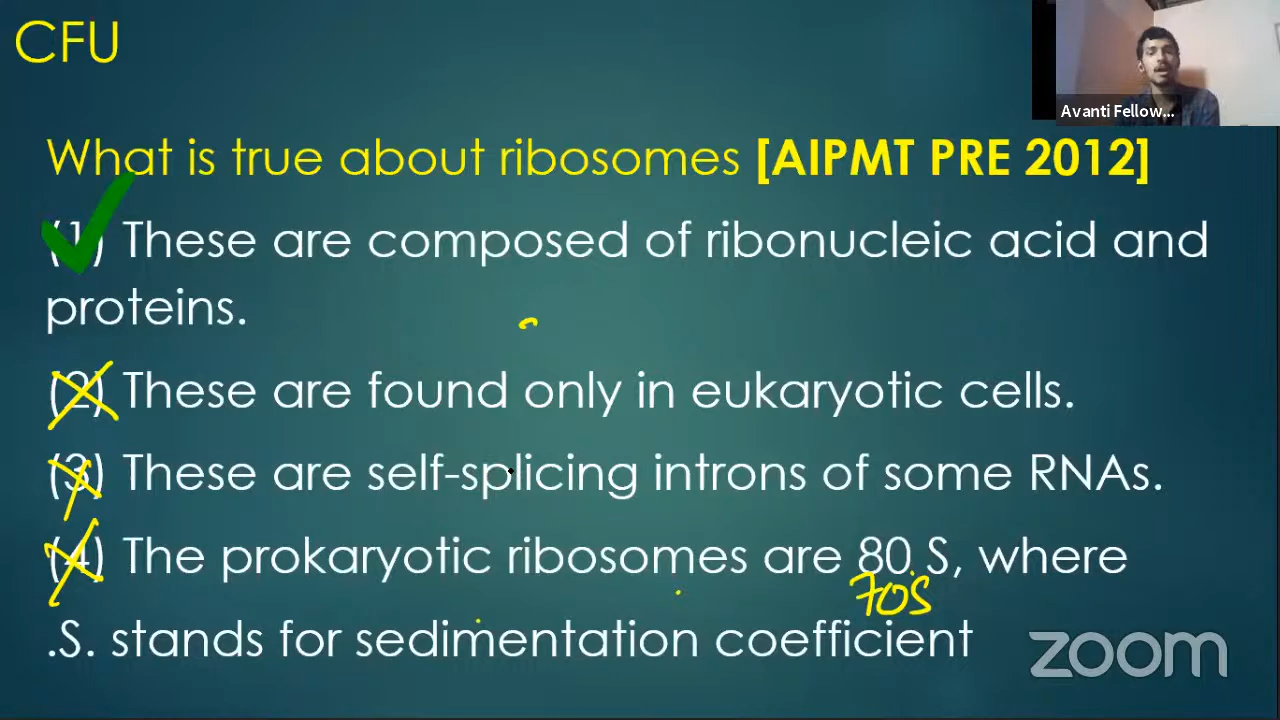 CFU
Avanti Fellow...
What is true about ribosomes [AIPMT PRE 2012]
(1) These are composed of ribonucleic acid and
proteins.
(2) These are found only in eukaryotic cells.
(3) These are self-splicing introns of some RNAs.
(4) The prokaryotic ribosomes are 80 S, where
70S
.S. stands for sedimentation coefficient
zoom